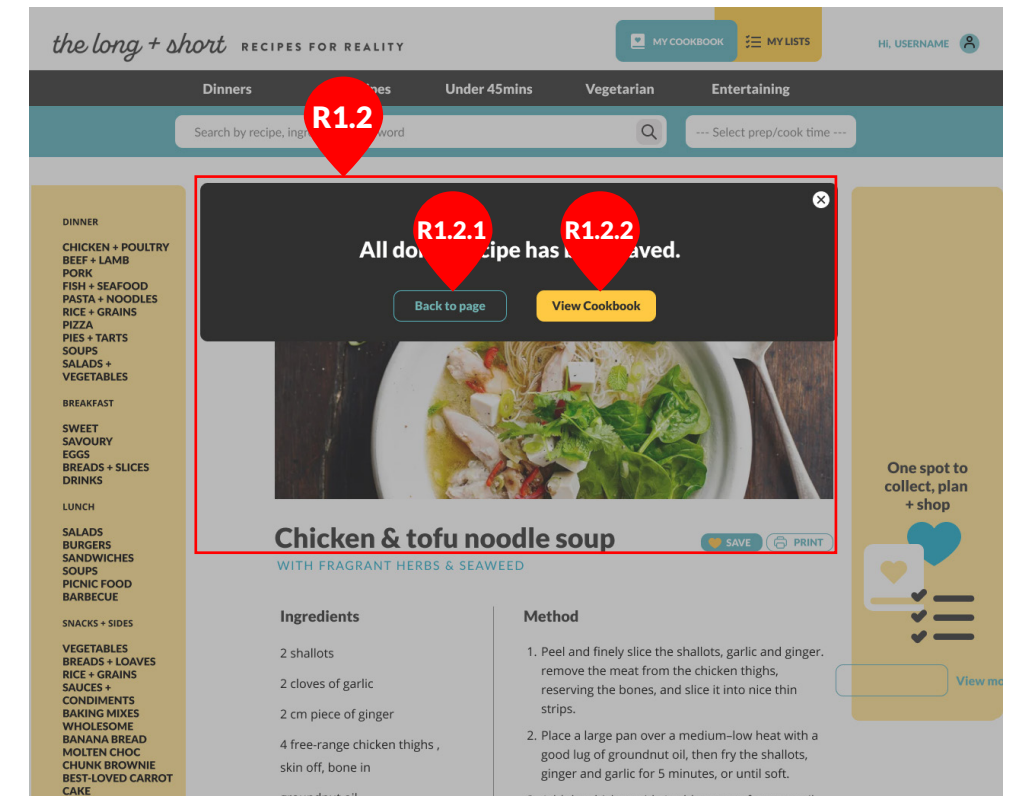 the long + short RECIPES FOR REALITY
MY COOKBOOK
MY LISTS
Hi, USERNAME
Dinners
Under 45mins
Vegetarian
Entertaining
R1.2
Search by recipe,
--- Select prep/cook time ---
R1.2.1
R1.2.2
All
has
Back to page
View Cookbook
DINNER
CHICKEN + POULTRY
BEEF + LAMB
PORK
FISH + SEAFOOD
PASTA + NOODLES
RICE + GRAINS
PIZZA
PIES + TARTS
SOUPS
SALADS +
VEGETABLES
BREAKFAST
SWEET
SAVOURY
EGGS
BREADS + SLICES
DRINKS
LUNCH
SALADS
BURGERS
SANDWICHES
SOUPS
PICNIC FOOD
BARBECUE
SNACKS + SIDES
VEGETABLES
BREADS + LOAVES
RICE + GRAINS
SAUCES +
CONDIMENTS
BAKING MIXES
WHOLESOME
BANANA BREAD
MOLTEN CHOC
CHUNK BROWNIE
BEST-LOVED CARROT
CAKE
Chicken & tofu noodle soup
SAVE
PRINT
WITH FRAGRANT HERBS & SEAWEED
Ingredients
2 shallots
2 cloves of garlic
2 cm piece of ginger
4 free-range chicken thighs ,
skin off, bone in
Method
1. Peel and finely slice the shallots, garlic and ginger.
remove the meat from the chicken thighs,
reserving the bones, and slice it into nice thin
strips.
2. Place a large pan over a medium–low heat with a
good lug of groundnut oil, then fry the shallots,
ginger and garlic for 5 minutes, or until soft.
One spot to
collect, plan
+ shop
View mo